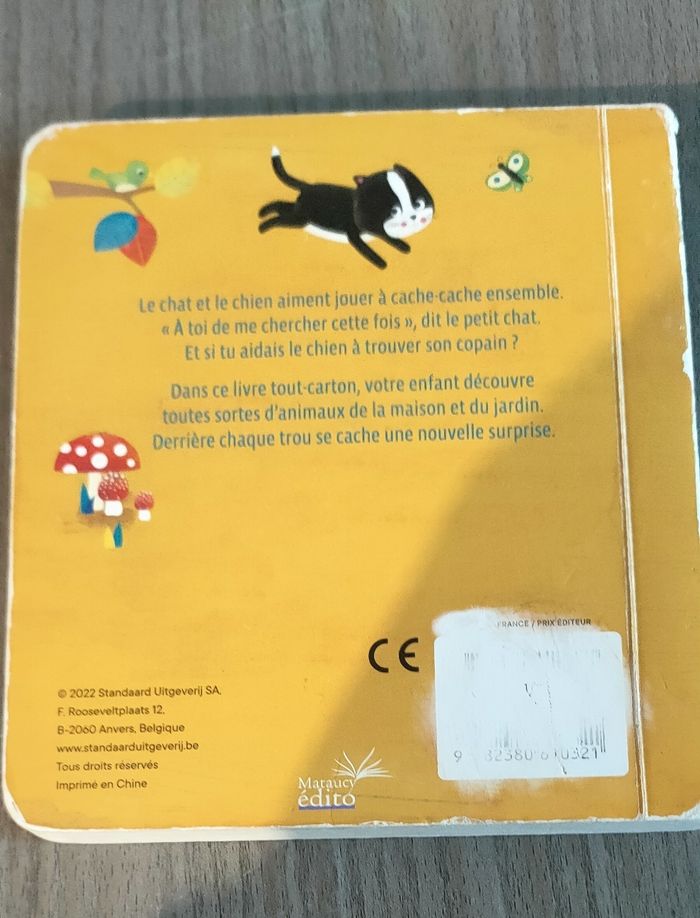 Le chat et le chien aiment jouer à cache-cache ensemble.
« À toi de me chercher cette fois », dit le petit chat.
Et si tu aidais le chien à trouver son copain ?
Dans ce livre tout-carton, votre enfant découvre
toutes sortes d'animaux de la maison et du jardin.
Derrière chaque trou se cache une nouvelle surprise.
FRANCE / PRIX ÉDITEUR
CE
© 2022 Standaard Uitgeverij SA,
F. Rooseveltplaats 12,
B-2060 Anvers, Belgique
www.standaarduitgeverij.be
Tous droits réservés
Imprimé en Chine
Mataucy
édito